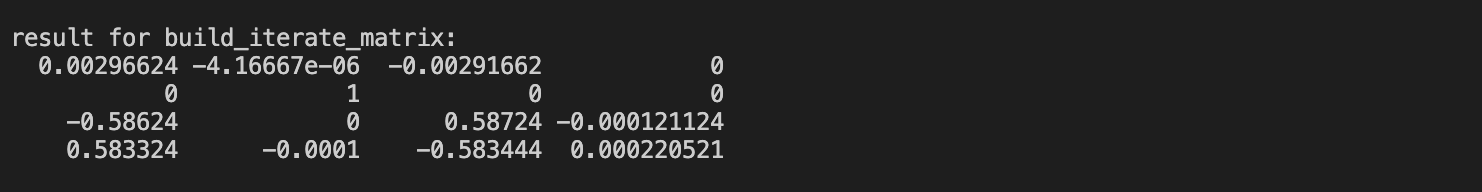 result for build_iterate_matrix:
0.00296624 -4.16667e-06 -0.00291662 0
0 1 0 0
-0.58624 0 0.58724 -0.000121124
0.583324 -0.0001 -0.583444 0.000220521